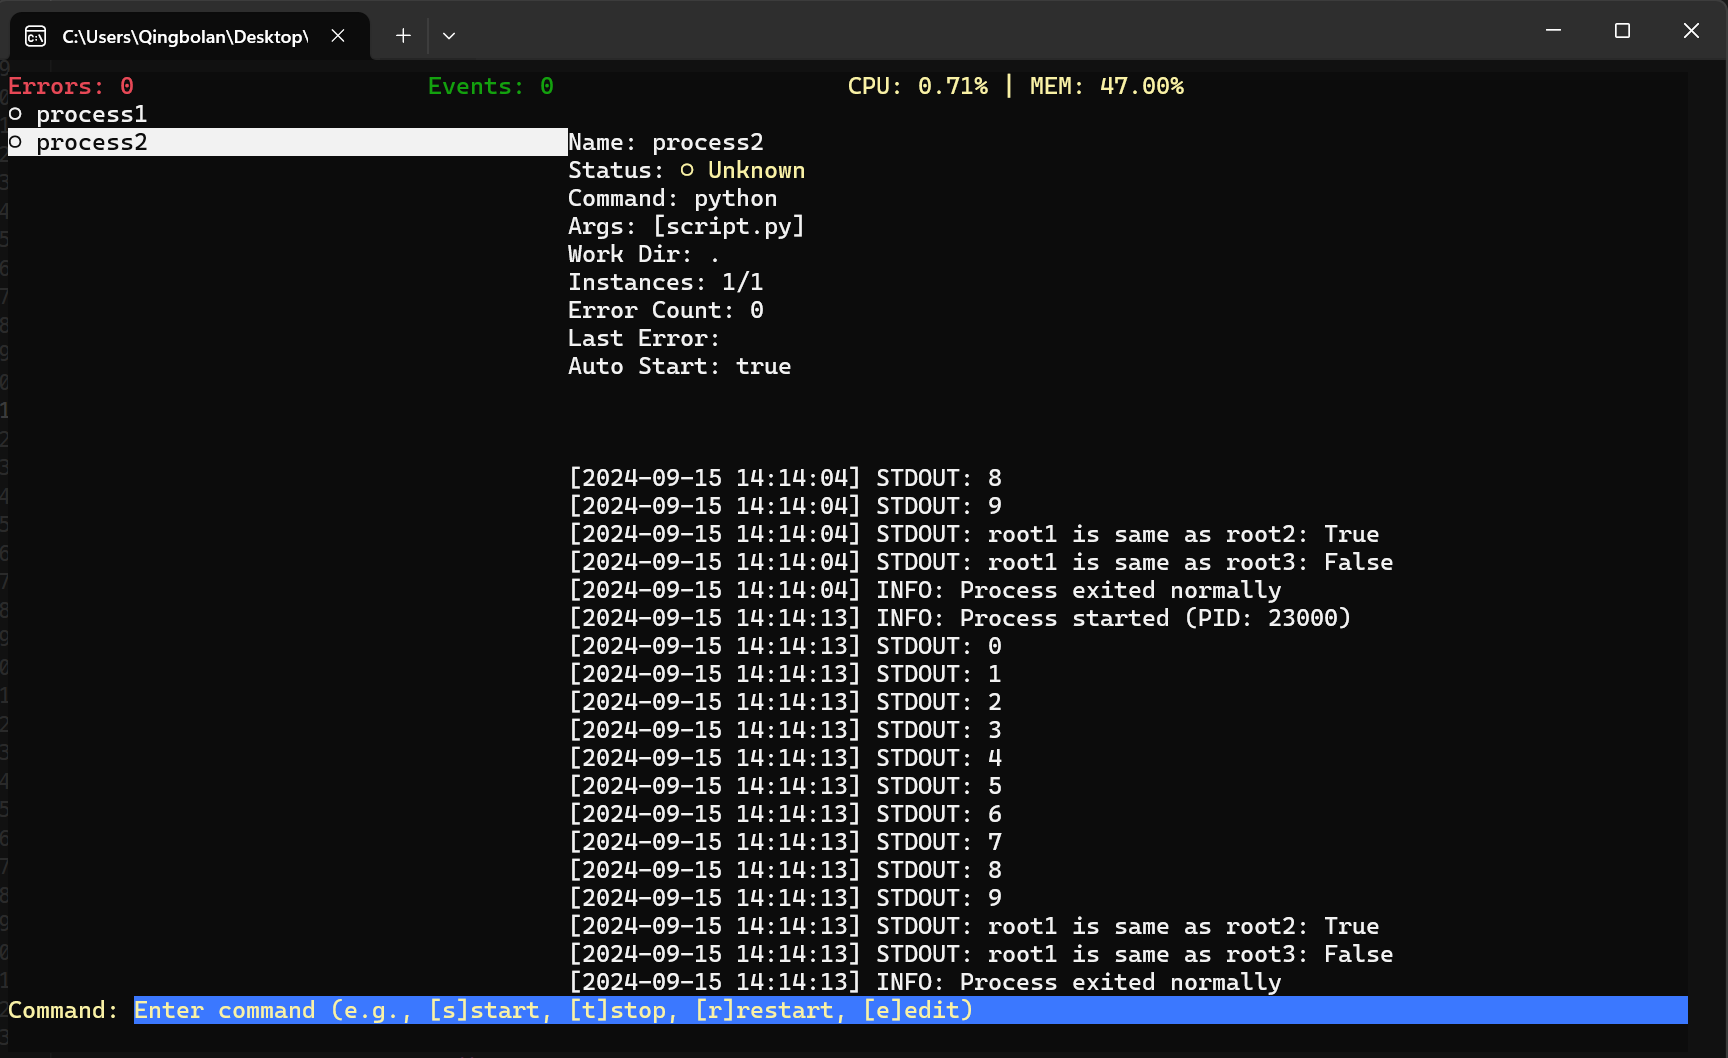 C:\Users\Qingbolan\Desktop\
Errors: 0 Events: 0 CPU: 0.71% | MEM: 47.00%
○ process1
○ process2
Name: process2
Status: ○ Unknown
Command: python
Args: [script.py]
Work Dir: .
Instances: 1/1
Error Count: 0
Last Error:
Auto Start: true
[2024-09-15 14:14:04] STDOUT: 8
[2024-09-15 14:14:04] STDOUT: 9
[2024-09-15 14:14:04] STDOUT: root1 is same as root2: True
[2024-09-15 14:14:04] STDOUT: root1 is same as root3: False
[2024-09-15 14:14:04] INFO: Process exited normally
[2024-09-15 14:14:13] INFO: Process started (PID: 23000)
[2024-09-15 14:14:13] STDOUT: 0
[2024-09-15 14:14:13] STDOUT: 1
[2024-09-15 14:14:13] STDOUT: 2
[2024-09-15 14:14:13] STDOUT: 3
[2024-09-15 14:14:13] STDOUT: 4
[2024-09-15 14:14:13] STDOUT: 5
[2024-09-15 14:14:13] STDOUT: 6
[2024-09-15 14:14:13] STDOUT: 7
[2024-09-15 14:14:13] STDOUT: 8
[2024-09-15 14:14:13] STDOUT: 9
[2024-09-15 14:14:13] STDOUT: root1 is same as root2: True
[2024-09-15 14:14:13] STDOUT: root1 is same as root3: False
[2024-09-15 14:14:13] INFO: Process exited normally
Command: Enter command (e.g., [s]start, [t]stop, [r]restart, [e]edit)